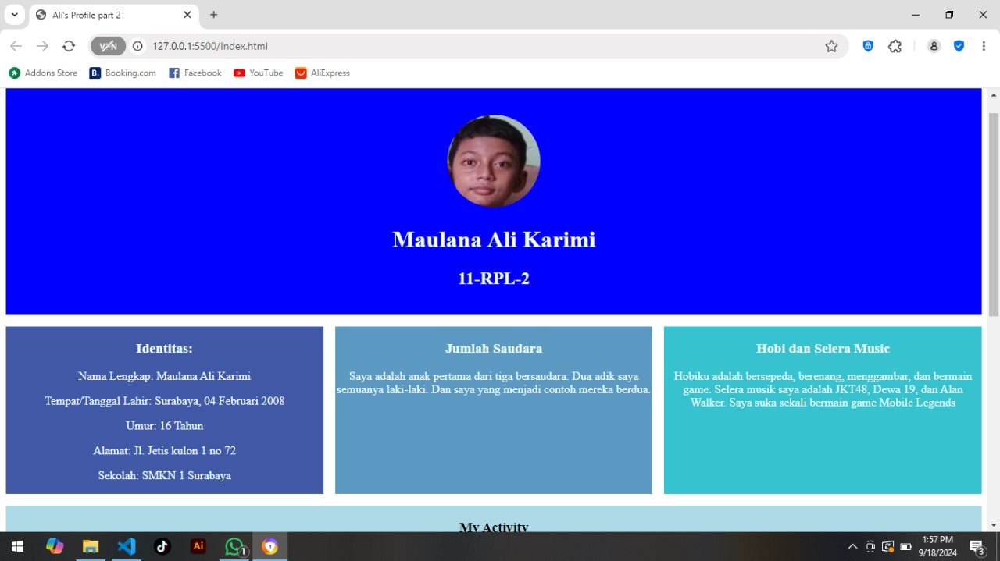 Ali's Profile part 2
VPN
127.0.0.1:5500/Index.html
Addons Store
B. Booking.com
Facebook
YouTube
AliExpress
Maulana Ali Karimi
11-RPL-2
Identitas:
Nama Lengkap: Maulana Ali Karimi
Tempat/Tanggal Lahir: Surabaya, 04 Februari 2008
Umur: 16 Tahun
Alamat: Jl. Jetis kulon 1 no 72
Sekolah: SMKN 1 Surabaya
Jumlah Saudara
Saya adalah anak pertama dari tiga bersaudara. Dua adik saya
semuanya laki-laki. Dan saya yang menjadi contoh mereka berdua.
Hobi dan Selera Music
Hobiku adalah bersepeda, berenang, menggambar, dan bermain
game. Selera musik saya adalah JKT48, Dewa 19, dan Alan
Walker. Saya suka sekali bermain game Mobile Legends
My Activity
Ai
1
1:57 PM
9/18/2024
3